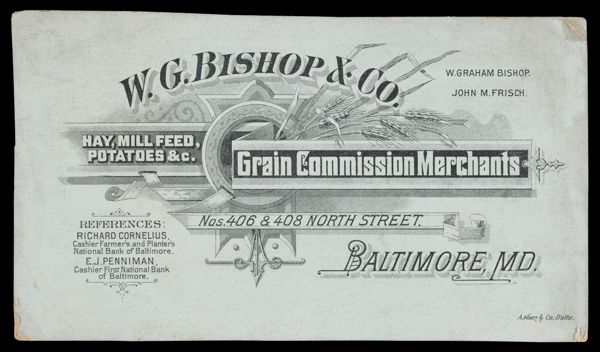 W. G. BISHOP & CO.
W. GRAHAM BISHOP.
JOHN M. FRISCH.
HAY, MILL FEED,
POTATOES &c.
Grain Commission Merchants
Nos. 406 & 408 NORTH STREET.
REFERENCES:
RICHARD CORNELIUS,
Cashier Farmer's and Planter's
National Bank of Baltimore.
E. J. PENNIMAN,
Cashier First National Bank
of Baltimore.
BALTIMORE, MD.
A. Hoen & Co. Balto.